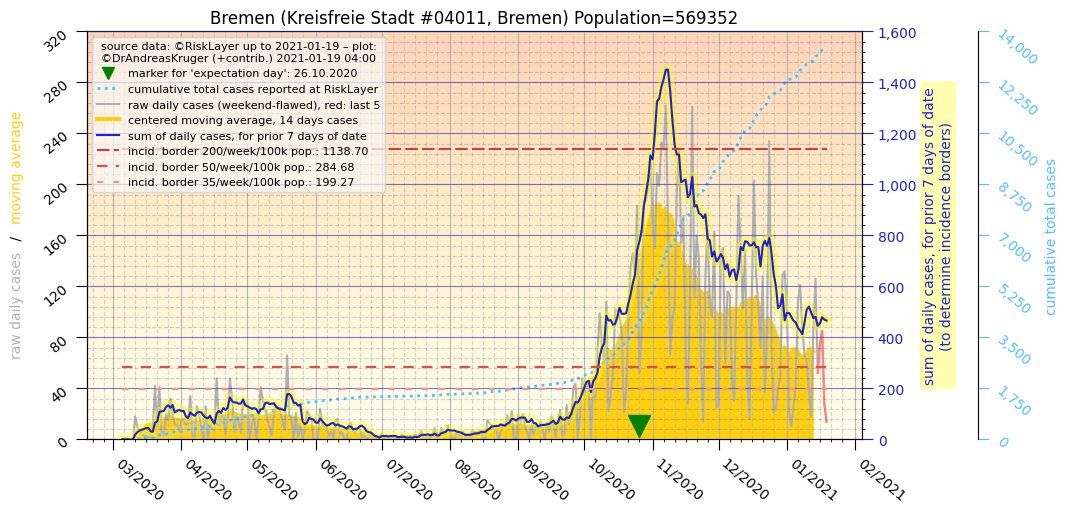 Bremen (Kreisfreie Stadt #04011, Bremen) Population=569352
source data: ©RiskLayer up to 2021-01-19 – plot:
©DrAndreasKruger (+contrib.) 2021-01-19 04:00
marker for 'expectation day': 26.10.2020
cumulative total cases reported at RiskLayer
raw daily cases (weekend-flawed), red: last 5
centered moving average, 14 days cases
sum of daily cases, for prior 7 days of date
incid. border 200/week/100k pop.: 1138.70
incid. border 50/week/100k pop.: 284.68
incid. border 35/week/100k pop.: 199.27
raw daily cases / moving average
320
280
240
200
160
120
80
40
0
03/2020
04/2020
05/2020
06/2020
07/2020
08/2020
09/2020
10/2020
11/2020
12/2020
01/2021
02/2021
1,600
1,400
1,200
1,000
800
600
400
200
0
sum of daily cases, for prior 7 days of date
(to determine incidence borders)
14,000
12,250
10,500
8,750
7,000
5,250
3,500
1,750
0
cumulative total cases